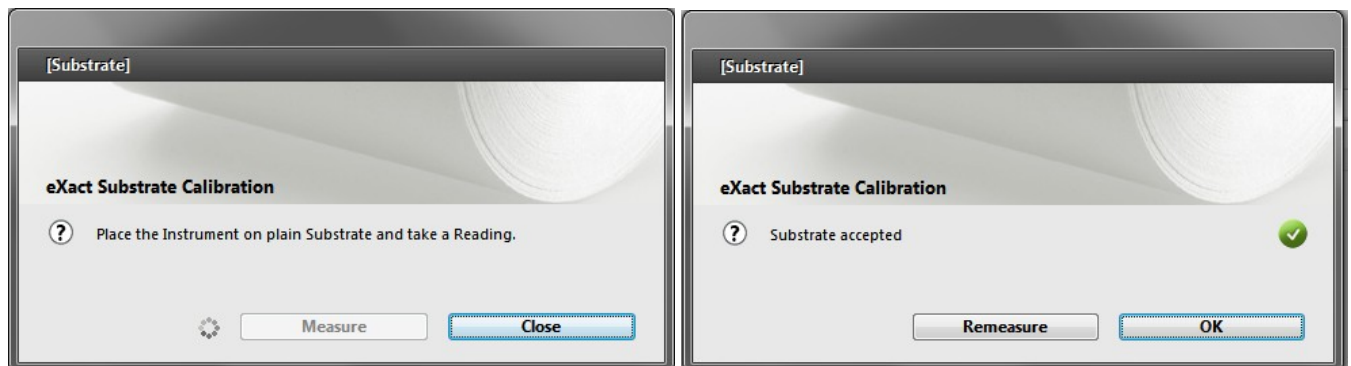 [Substrate]
eXact Substrate Calibration
? Place the Instrument on plain Substrate and take a Reading.
Measure Close
[Substrate]
eXact Substrate Calibration
? Substrate accepted
Remeasure OK